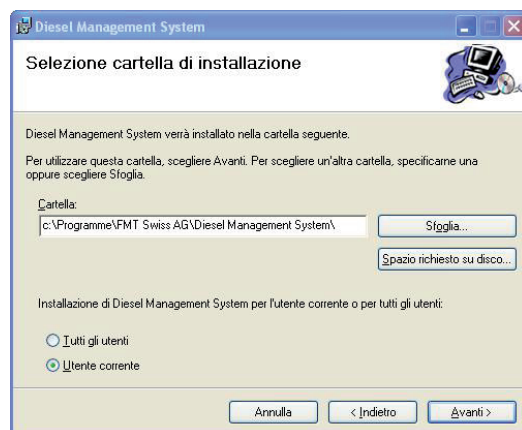 Diesel Management System
Selezione cartella di installazione
Diesel Management System verrà installato nella cartella seguente.
Per utilizzare questa cartella, scegliere Avanti. Per scegliere un'altra cartella, specificarne una
oppure scegliere Sfoglia.
Cartella:
c:\Programme\FMT Swiss AG\Diesel Management System\
Sfoglia...
Spazio richiesto su disco...
Installazione di Diesel Management System per l'utente corrente o per tutti gli utenti:
Tutti gli utenti
Utente corrente
Annulla
< Indietro
Avanti >